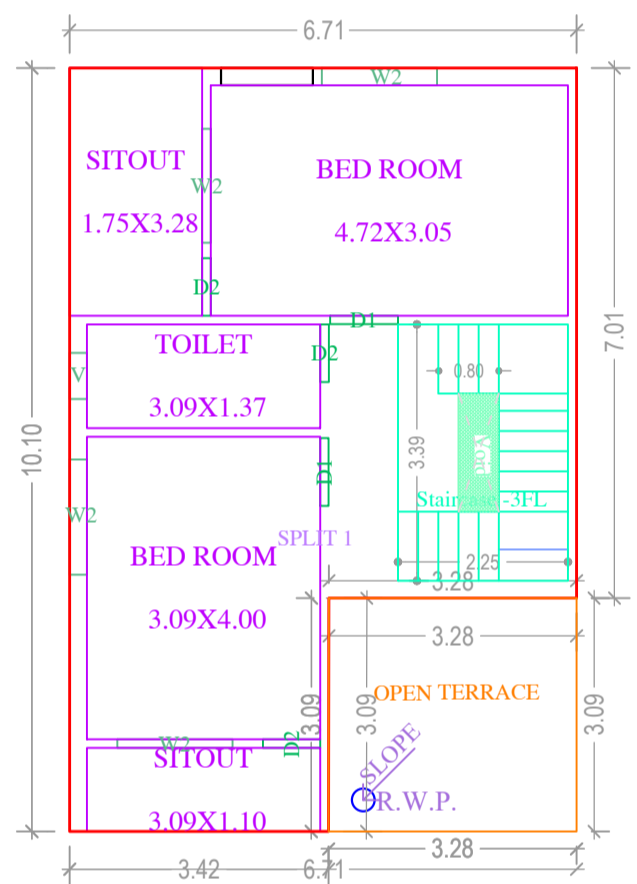 6.71
W2
SITOUT
1.75X3.28
W2
D2
BED ROOM
4.72X3.05
D1
7.01
10.10
TOILET
3.09X1.37
V
D2
0.80
3.39
Void
Staircase -3FL
2.25
3.28
D1
SPLIT 1
W2
BED ROOM
3.09X4.00
3.28
OPEN TERRACE
3.09
3.09
3.09
SLOPE
R.W.P.
W2
D2
SITOUT
3.09X1.10
3.28
3.42
6.71